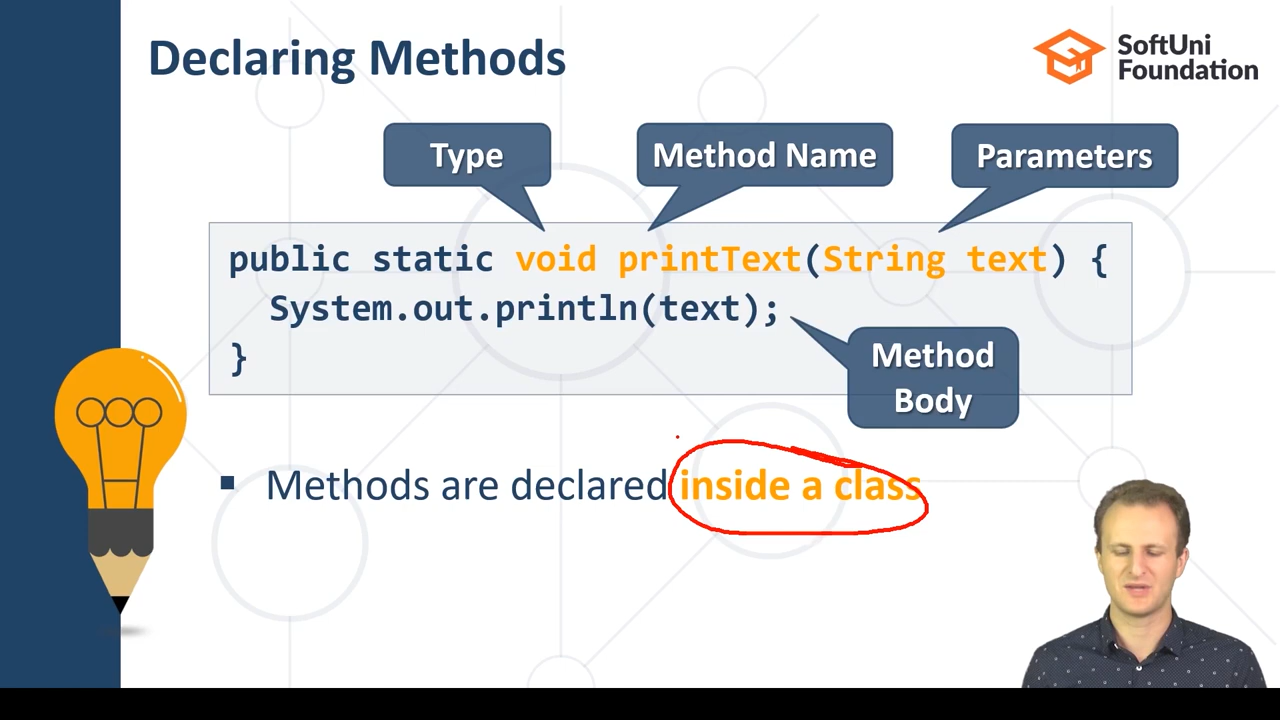 Declaring Methods
SoftUni
Foundation
Type
Method Name
Parameters
public static void printText(String text) {
System.out.println(text);
}
Method
Body
▪ Methods are declared inside a class